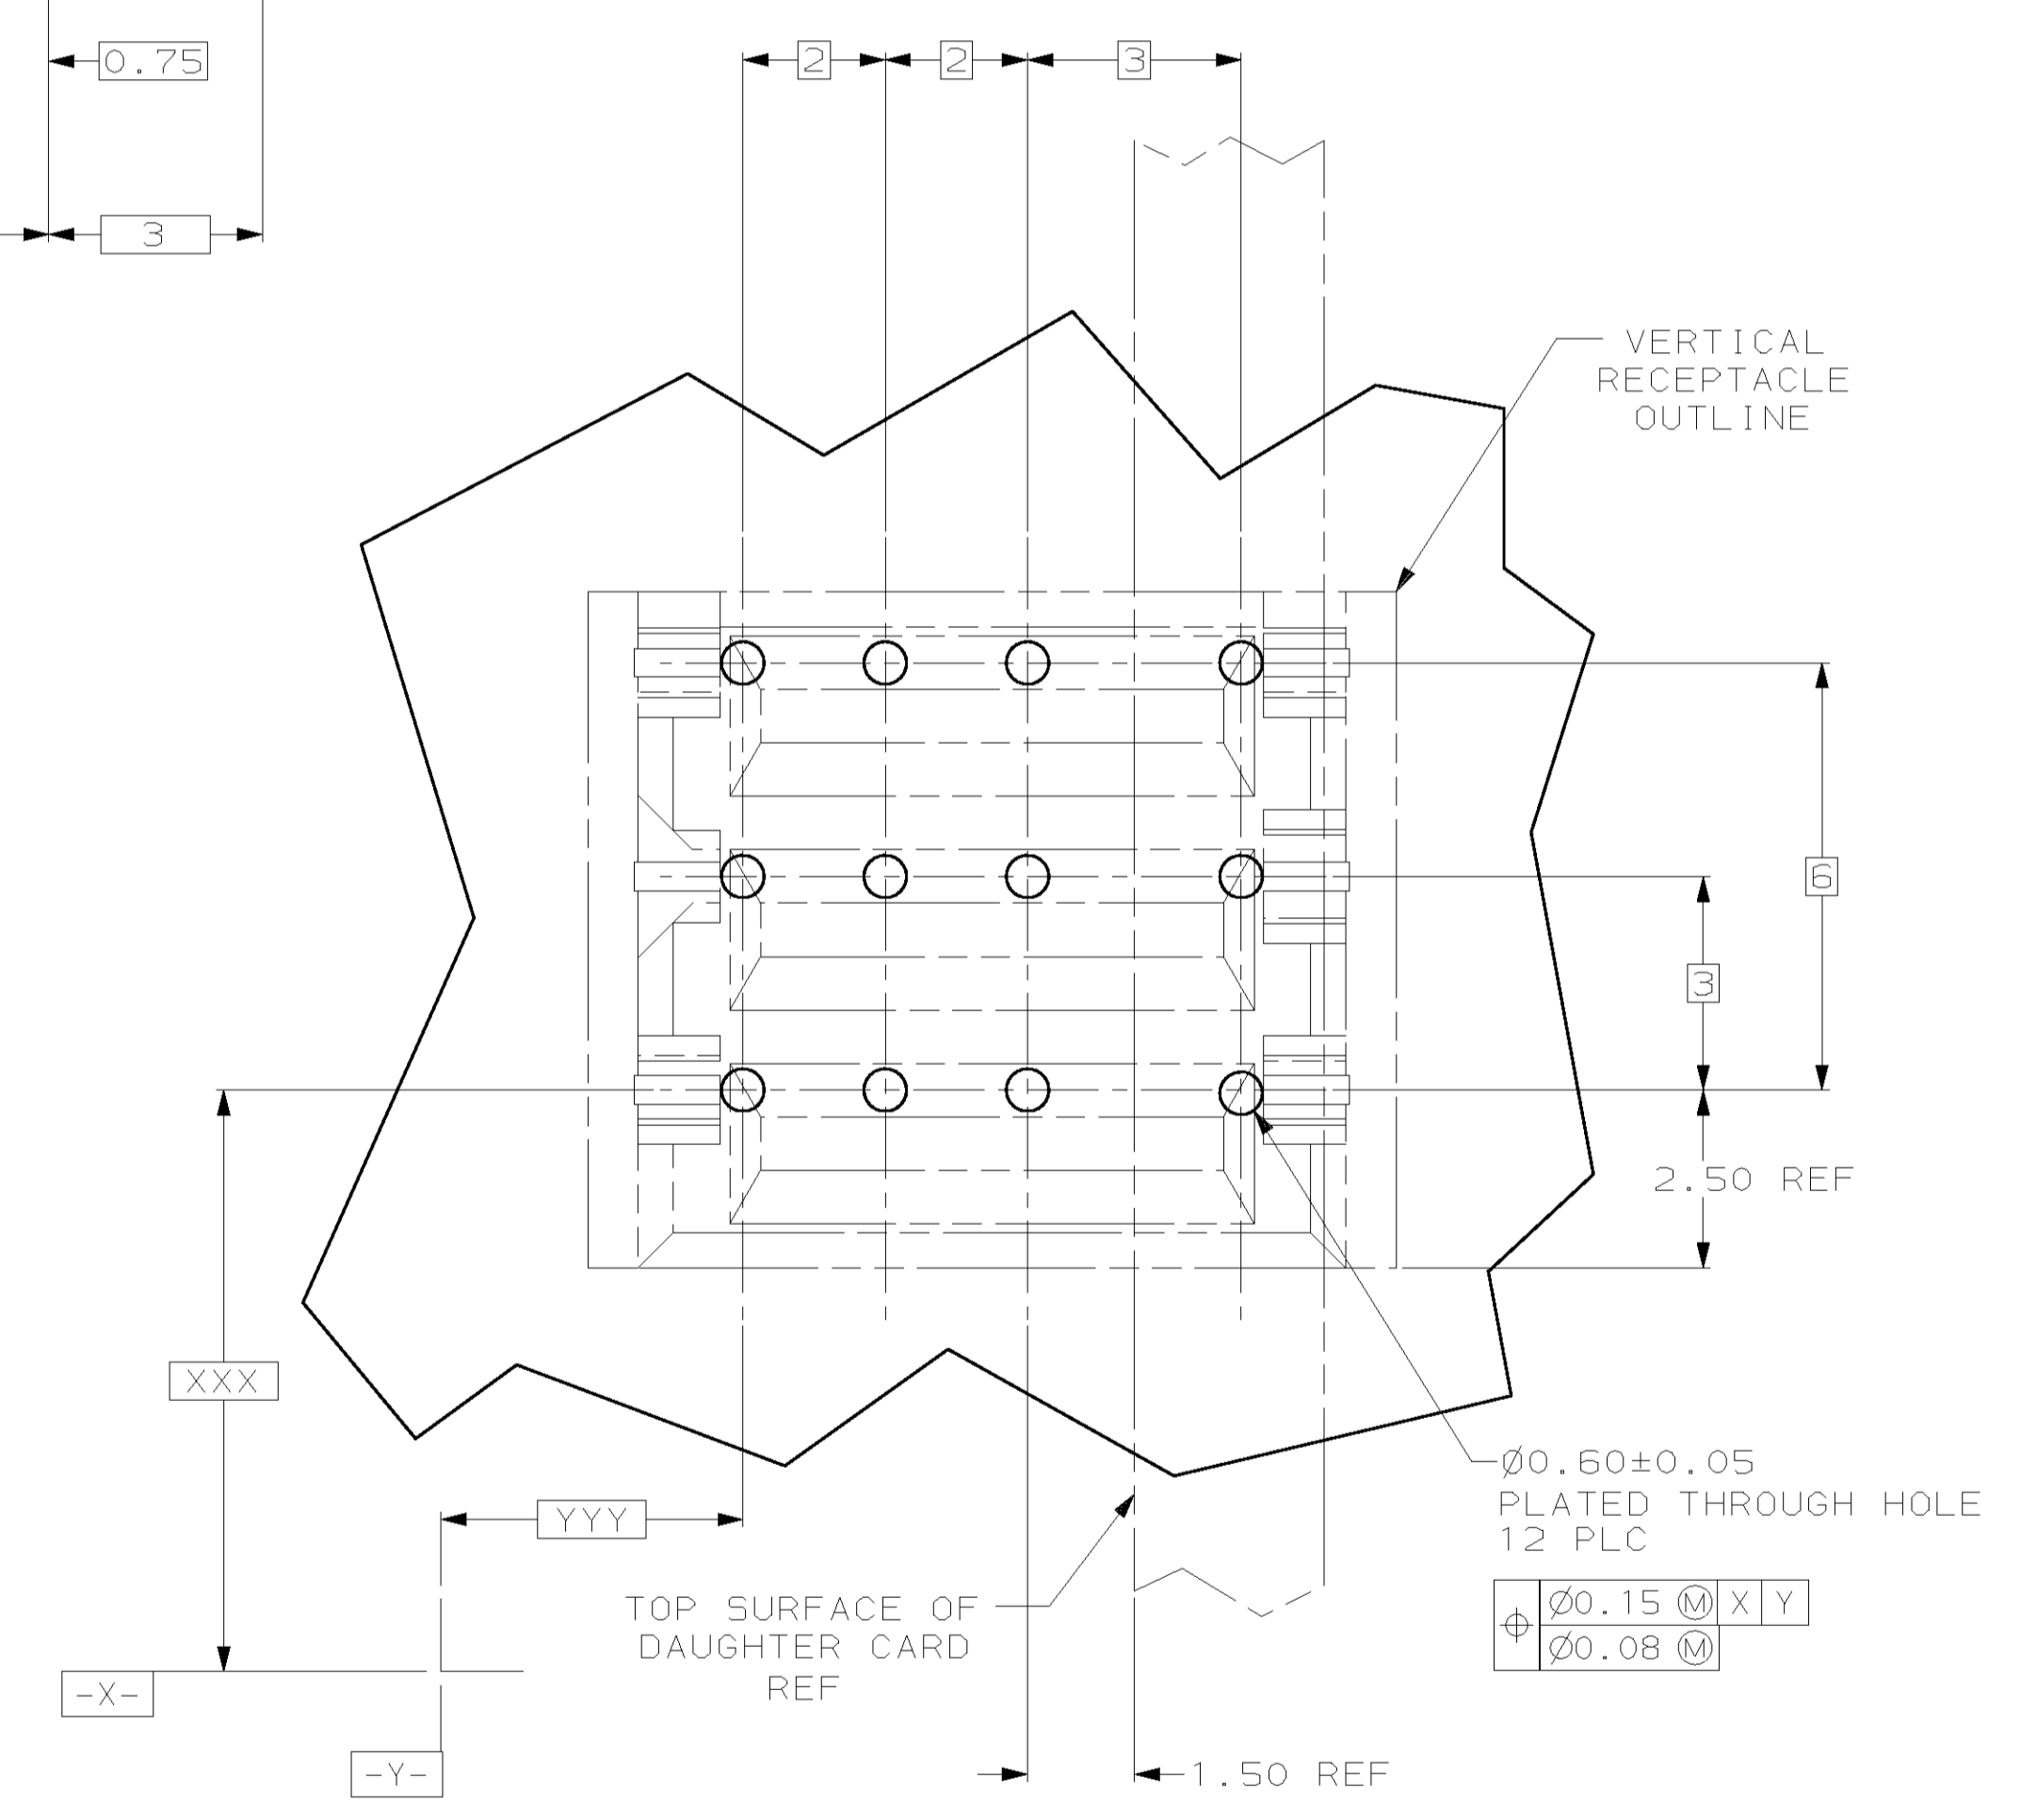 0.75
2 2 3
3
VERTICAL
RECEPTACLE
OUTLINE
6
3
2.50 REF
XXX
YYY
Ø0.60±0.05
PLATED THROUGH HOLE
12 PLC
Ø0.15 Ⓜ X Y
Ø0.08 Ⓜ
TOP SURFACE OF
DAUGHTER CARD
REF
-X-
-Y-
1.50 REF